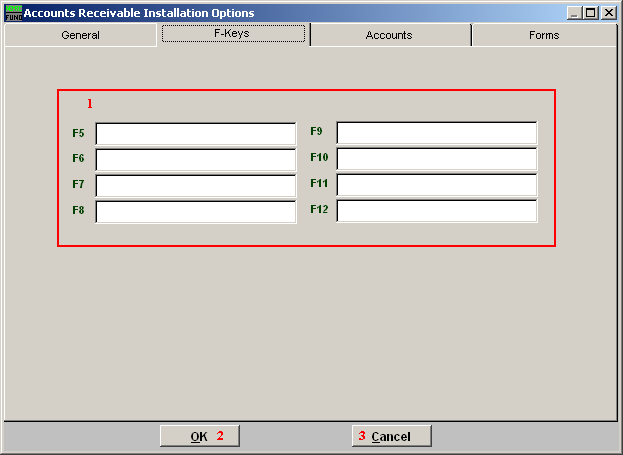 Accounts Receivable Installation Options
FUND
General F-Keys Accounts Forms
1
F5 F9
F6 F10
F7 F11
F8 F12
OK 2 3 Cancel